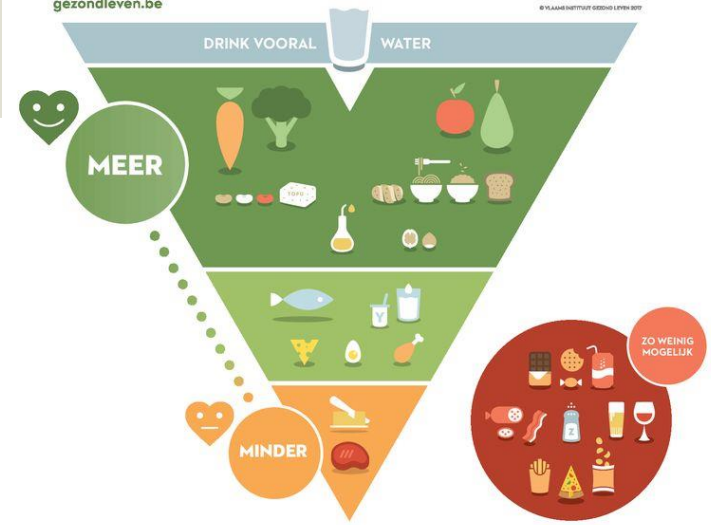 gezondleven.be
© VLAAMS INSTITUUT GEZOND LEVEN 2017
DRINK VOORAL WATER
MEER
TOFU
Y
MINDER
ZO WEINIG
MOGELIJK
Z